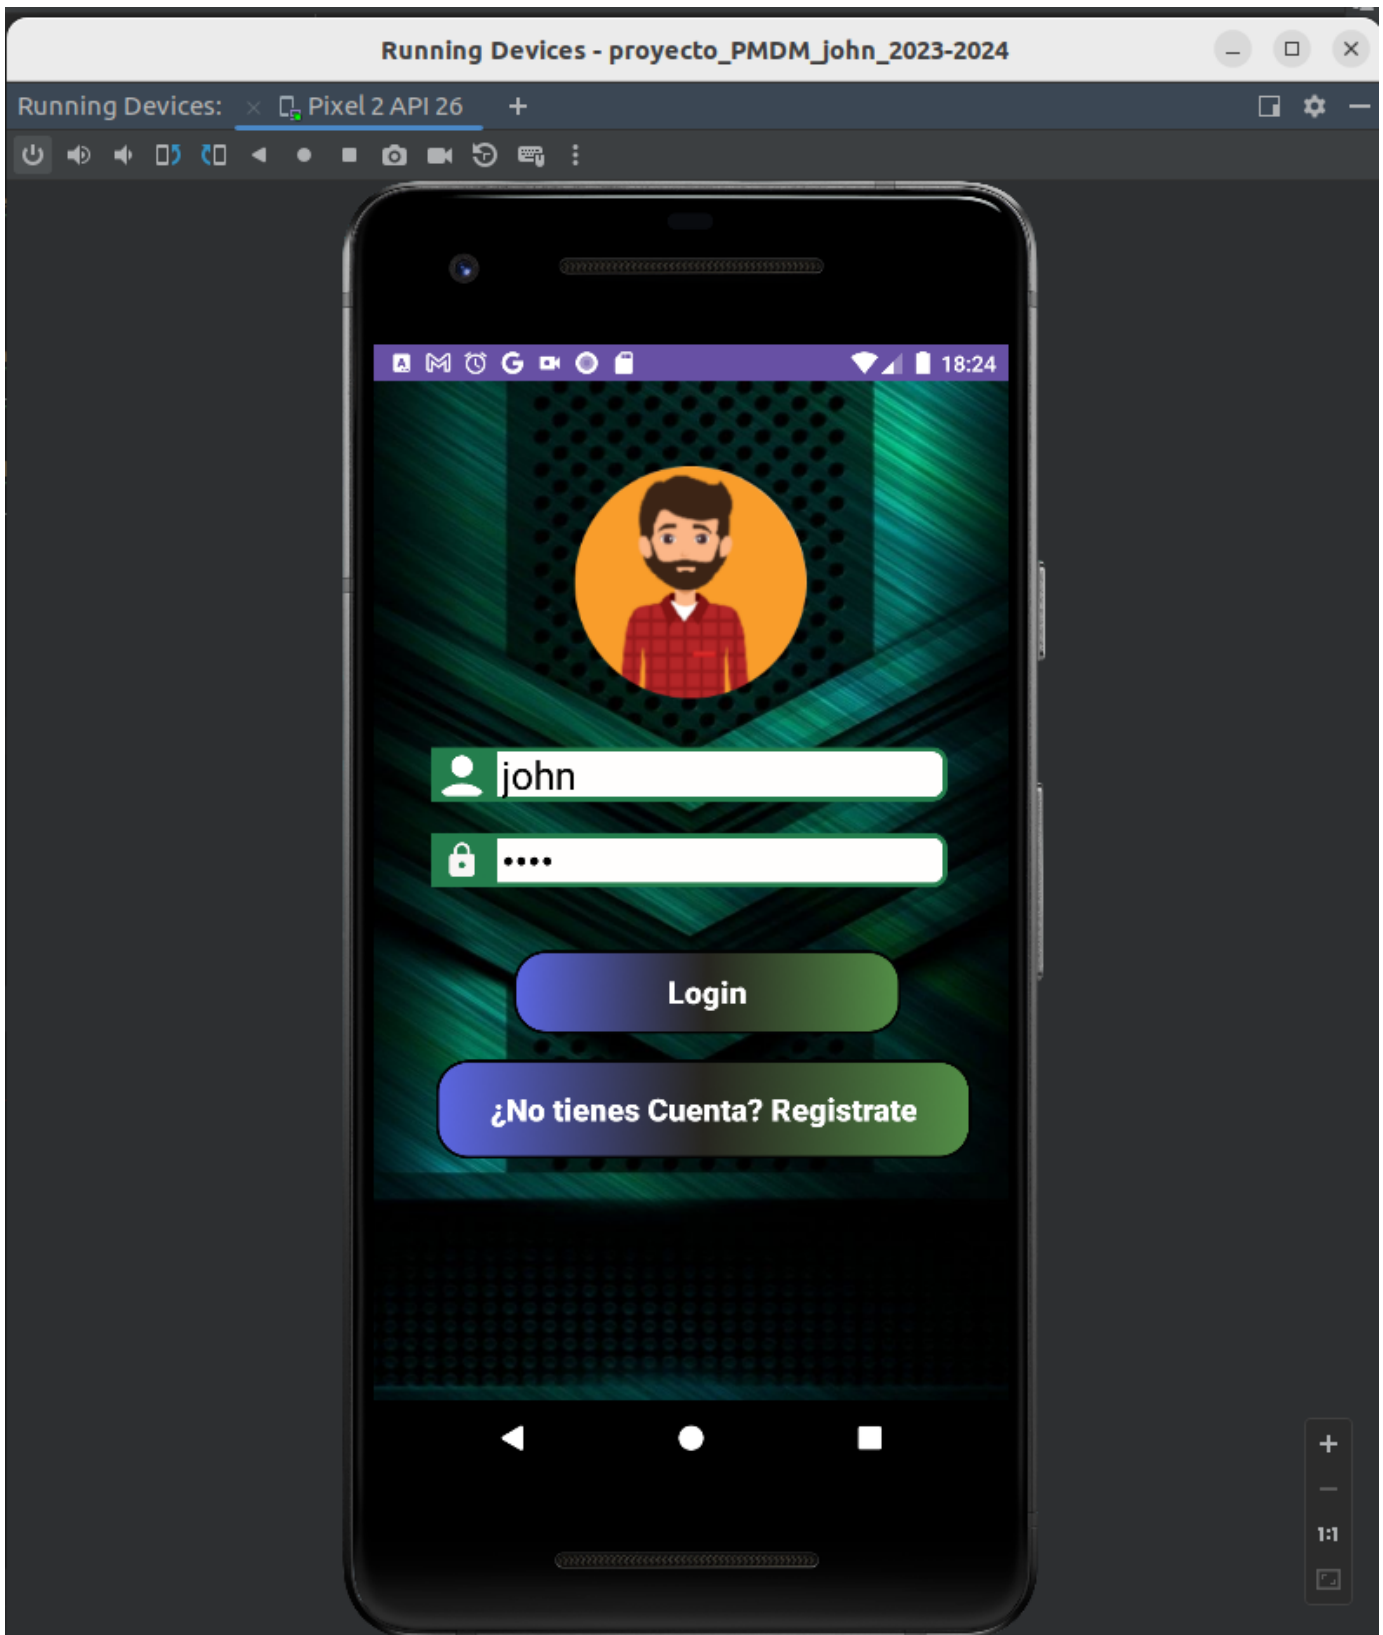 Running Devices - proyecto_PMDM_john_2023-2024
Running Devices: Pixel 2 API 26
18:24
john
Login
¿No tienes Cuenta? Registrate
1:1